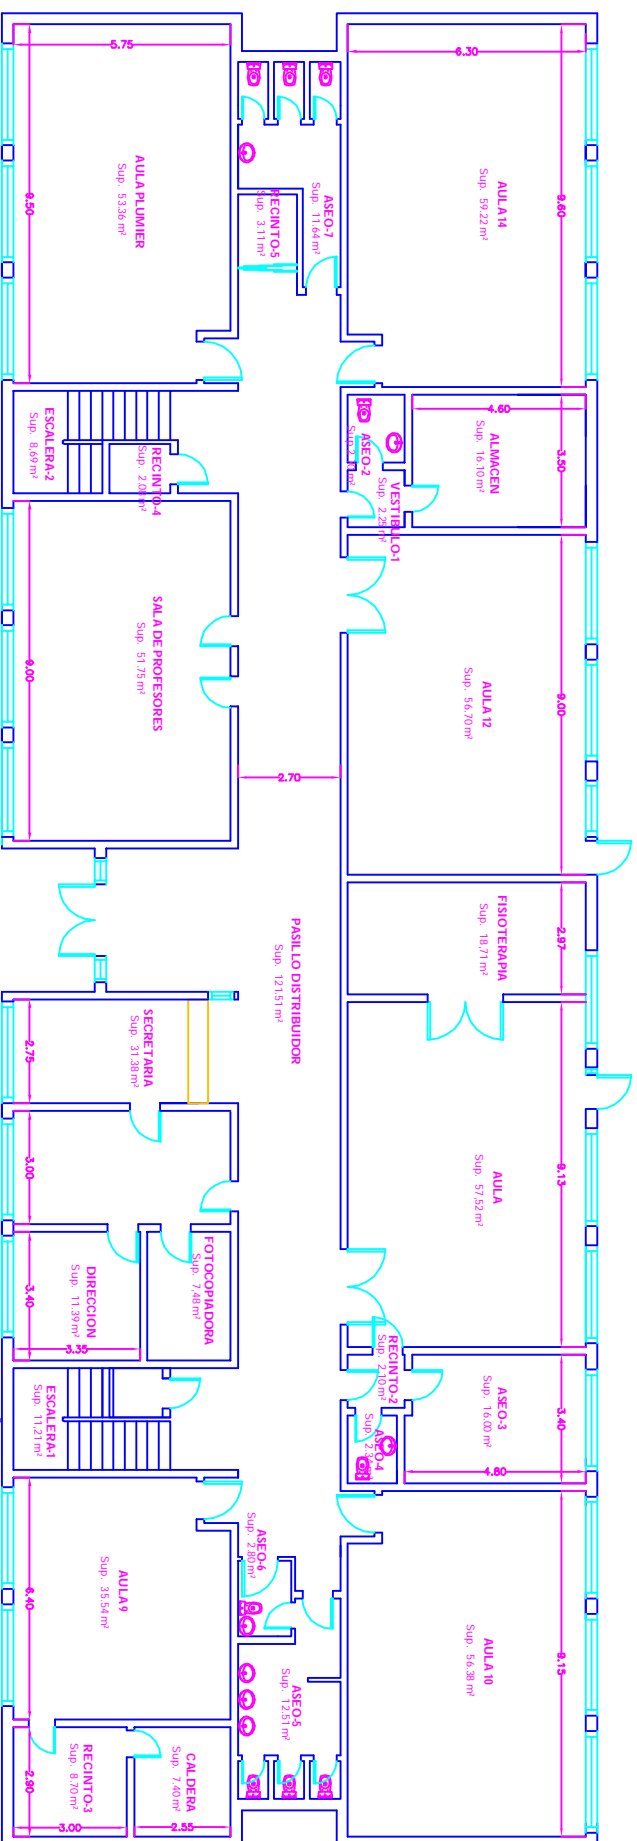 5.75
6.30
9.50
9.60
AULA PLUMIER
Sup. 53.36 m²
ASEO-7
Sup. 11.64 m²
RECINTO-5
Sup. 3.11 m²
AULA 14
Sup. 59.22 m²
ESCALERA-2
Sup. 8.69 m²
RECINTO-4
Sup.
ASEO-2
VESTIBULO-1
Sup. 2.25 m²
4.60
3.50
ALMACEN
Sup. 16.10 m²
SALA DE PROFESORES
Sup. 51.75 m²
9.00
AULA 12
Sup. 56.70 m²
9.00
2.70
FISIOTERAPIA
Sup. 18,71 m²
2.97
PASILLO DISTRIBUIDOR
Sup. 121.51 m²
SECRETARIA
Sup. 31.38 m²
2.75
3.00
AULA
Sup. 57.52 m²
9.13
FOTOCOPIADORA
Sup. 7,48 m²
DIRECCION
Sup. 11.39 m²
3.40
3.35
RECINTO-2
Sup. 2.10 m²
ASEO-3
Sup. 16.00 m²
3.40
4.80
ESCALERA-1
Sup. 11,21 m²
ASEO-4
Sup.
ASEO-6
Sup. 2.80 m²
AULA 9
Sup. 35.54 m²
6.40
ASEO-5
Sup. 12.51 m²
AULA 10
Sup. 56.38 m²
9.15
CALDERA
Sup. 7.40 m²
RECINTO-3
Sup. 8.70 m²
2.90
3.00
2.55